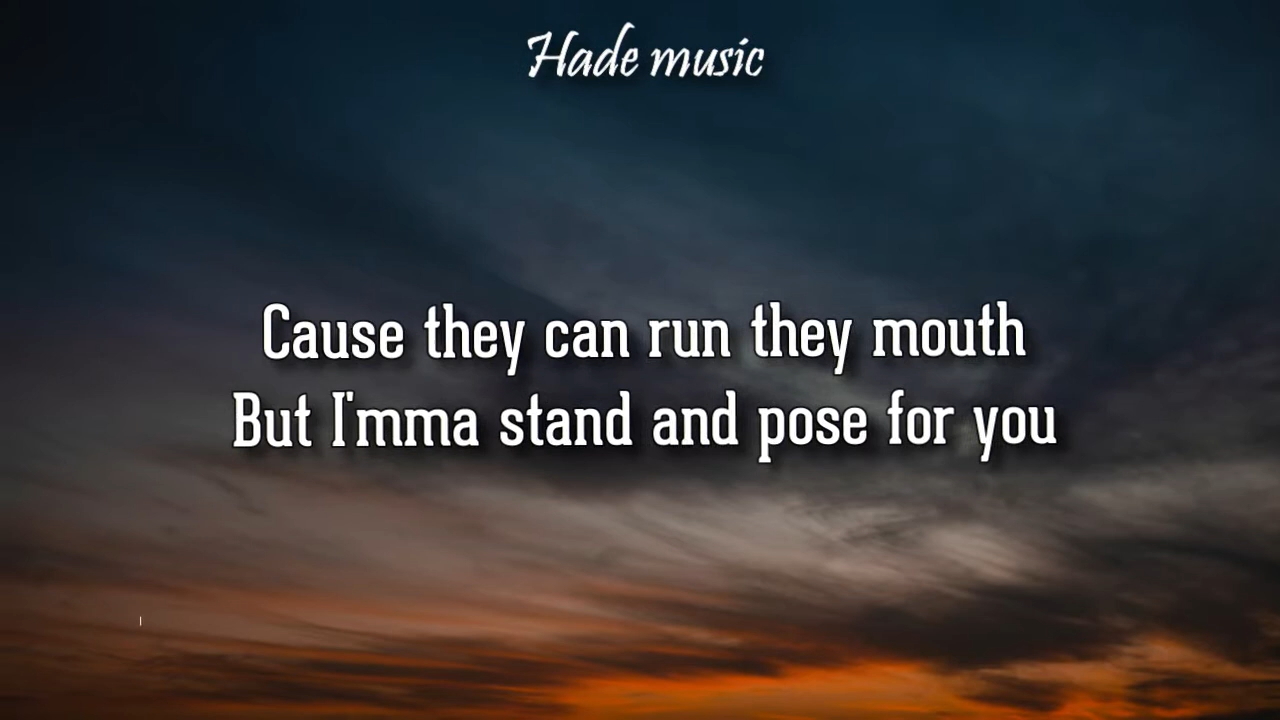 Hade music
Cause they can run they mouth
But I'mma stand and pose for you